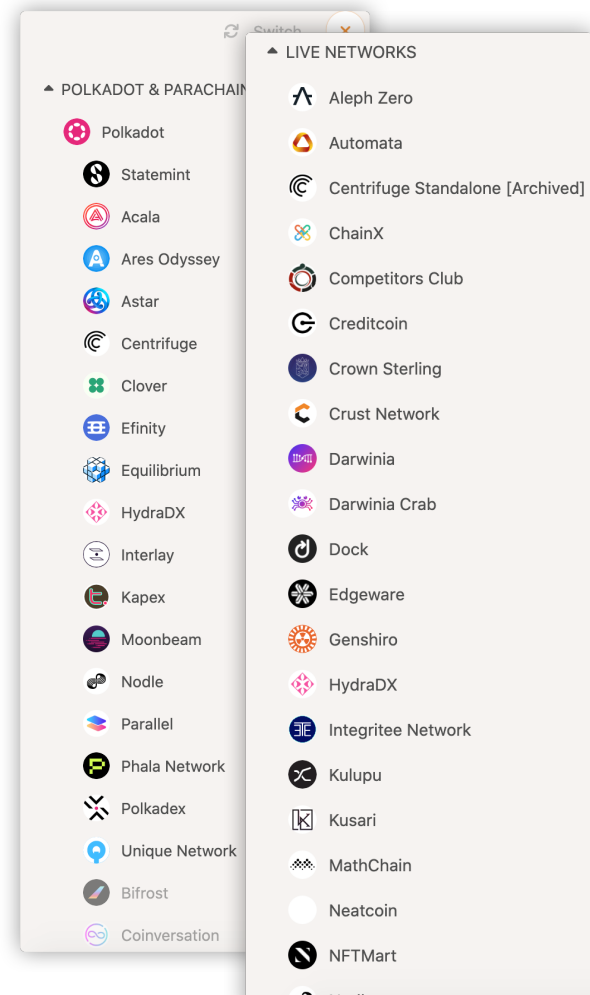 Switch
POLKADOT & PARACHAIN
Polkadot
Statemint
Acala
Ares Odyssey
Astar
Centrifuge
Clover
Efinity
Equilibrium
HydraDX
Interlay
Kapex
Moonbeam
Nodle
Parallel
Phala Network
Polkadex
Unique Network
Bifrost
Coinversation
LIVE NETWORKS
Aleph Zero
Automata
Centrifuge Standalone [Archived]
ChainX
Competitors Club
Creditcoin
Crown Sterling
Crust Network
Darwinia
Darwinia Crab
Dock
Edgeware
Genshiro
HydraDX
Integritee Network
Kulupu
Kusari
MathChain
Neatcoin
NFTMart